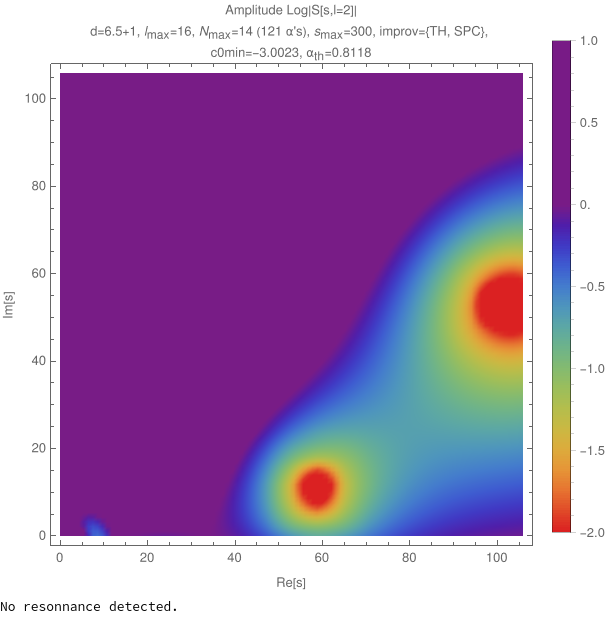 Amplitude Log|S[s,l=2]|
d=6.5+1, lmax=16, Nmax=14 (121 α's), smax=300, improv={TH, SPC},
c0min=−3.0023, αth=0.8118
1.0
0.5
0.
−0.5
−1.0
−1.5
−2.0
100
80
60
40
20
0
Im[s]
0 20 40 60 80 100
Re[s]
No resonnance detected.